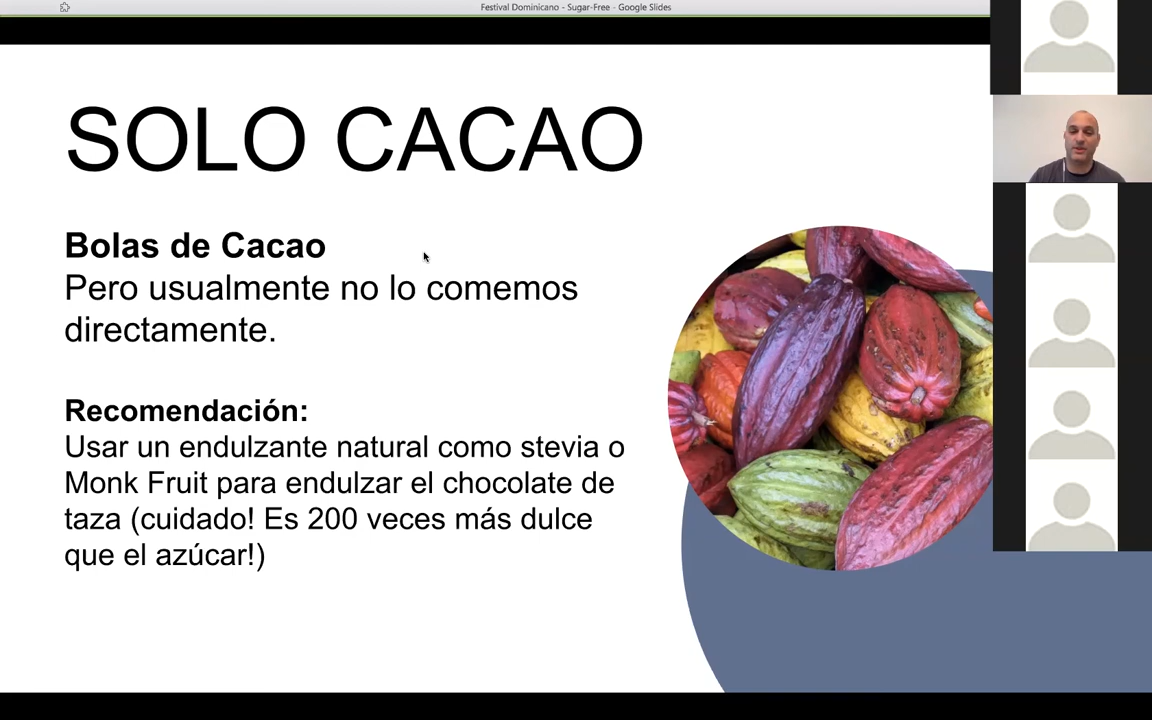 Festival Dominicano - Sugar-Free - Google Slides
SOLO CACAO
Bolas de Cacao
Pero usualmente no lo comemos
directamente.
Recomendación:
Usar un endulzante natural como stevia o
Monk Fruit para endulzar el chocolate de
taza (cuidado! Es 200 veces más dulce
que el azúcar!)